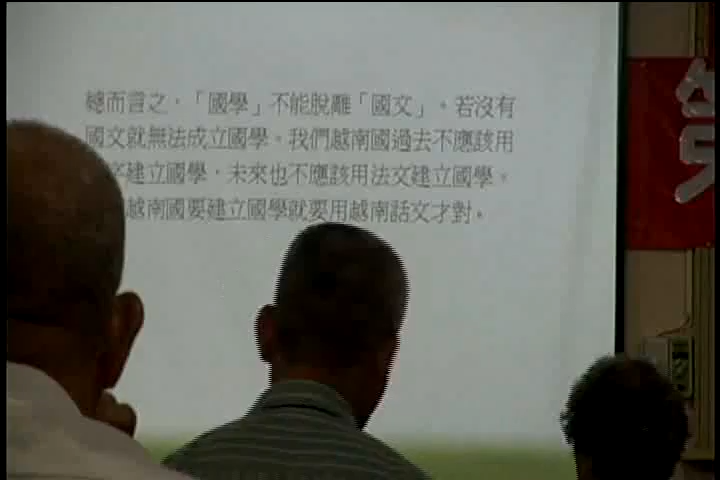 總而言之，「國學」不能脫離「國文」。若沒有
國文就無法成立國學。我們越南國過去不應該用
字建立國學，未來也不應該用法文建立國學。
越南國要建立國學就要用越南話文才對。